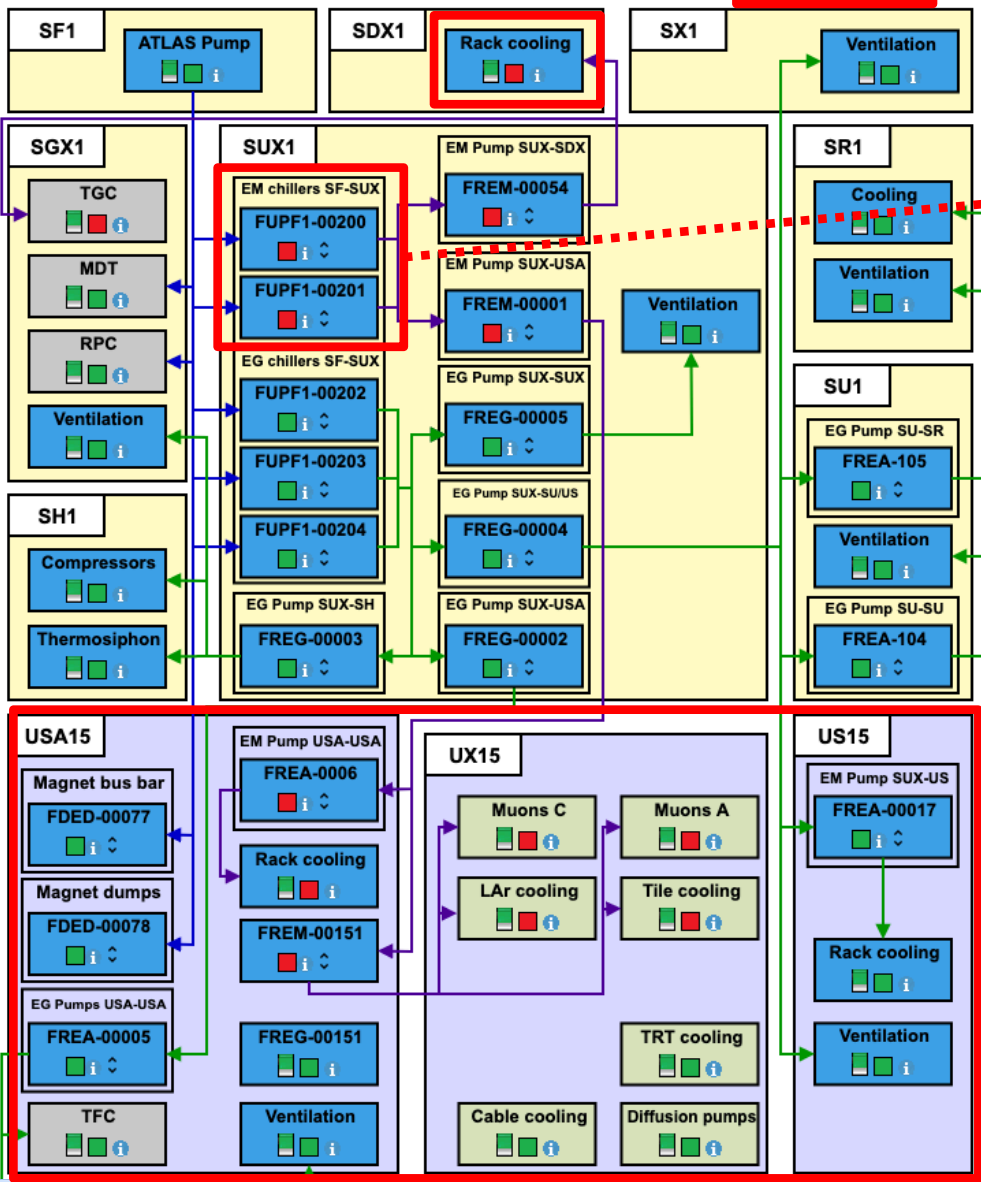 SF1
ATLAS Pump
i
SDX1
Rack cooling
i
SX1
Ventilation
i
SGX1
TGC
i
MDT
i
RPC
i
Ventilation
i
SH1
Compressors
i
Thermosiphon
i
SUX1
EM chillers SF-SUX
FUPF1-00200
i
FUPF1-00201
i
EG chillers SF-SUX
FUPF1-00202
i
FUPF1-00203
i
FUPF1-00204
i
EG Pump SUX-SH
FREG-00003
i
EM Pump SUX-SDX
FREM-00054
i
EM Pump SUX-USA
FREM-00001
i
EG Pump SUX-SUX
FREG-00005
i
EG Pump SUX-SU/US
FREG-00004
i
EG Pump SUX-USA
FREG-00002
i
Ventilation
i
SR1
Cooling
i
Ventilation
i
SU1
EG Pump SU-SR
FREA-105
i
Ventilation
i
EG Pump SU-SU
FREA-104
i
USA15
Magnet bus bar
FDED-00077
i
Magnet dumps
FDED-00078
i
EG Pumps USA-USA
FREA-00005
i
TFC
i
EM Pump USA-USA
FREA-0006
i
Rack cooling
i
FREM-00151
i
FREG-00151
i
Ventilation
i
UX15
Muons C
i
Muons A
i
LAr cooling
i
Tile cooling
i
TRT cooling
i
Cable cooling
i
Diffusion pumps
i
US15
EM Pump SUX-US
FREA-00017
i
Rack cooling
i
Ventilation
i